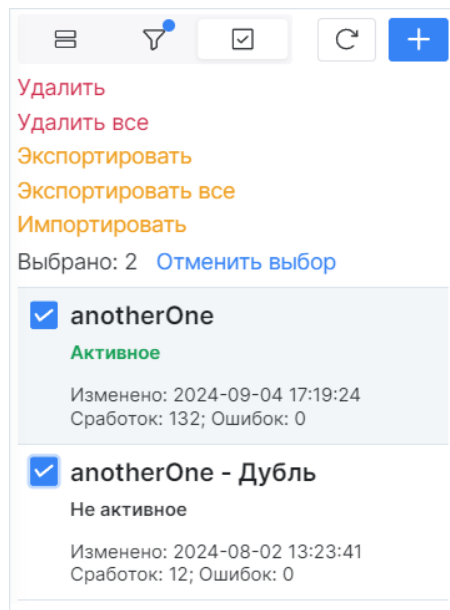 Удалить
Удалить все
Экспортировать
Экспортировать все
Импортировать
Выбрано: 2 Отменить выбор
anotherOne
Активное
Изменено: 2024-09-04 17:19:24
Сработок: 132; Ошибок: 0
anotherOne - Дубль
Не активное
Изменено: 2024-08-02 13:23:41
Сработок: 12; Ошибок: 0